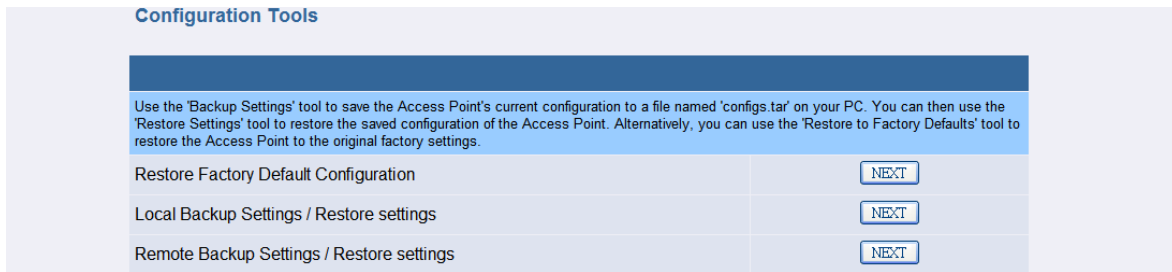 Configuration Tools
Use the 'Backup Settings' tool to save the Access Point's current configuration to a file named 'configs.tar' on your PC. You can then use the
'Restore Settings' tool to restore the saved configuration of the Access Point. Alternatively, you can use the 'Restore to Factory Defaults' tool to
restore the Access Point to the original factory settings.
Restore Factory Default Configuration NEXT
Local Backup Settings / Restore settings NEXT
Remote Backup Settings / Restore settings NEXT